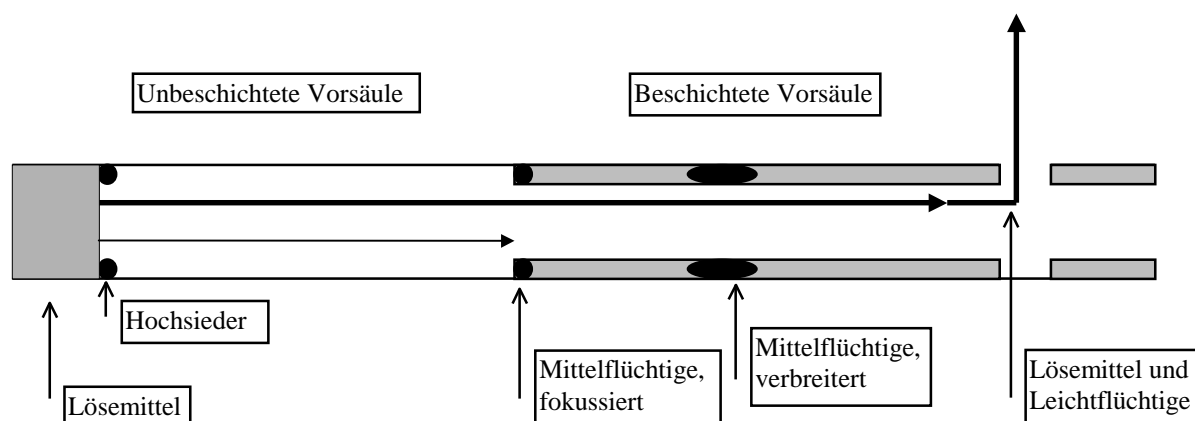 Unbeschichtete Vorsäule
Beschichtete Vorsäule
Hochsieder
Lösemittel
Mittelflüchtige,
fokussiert
Mittelflüchtige,
verbreitert
Lösemittel und
Leichtflüchtige